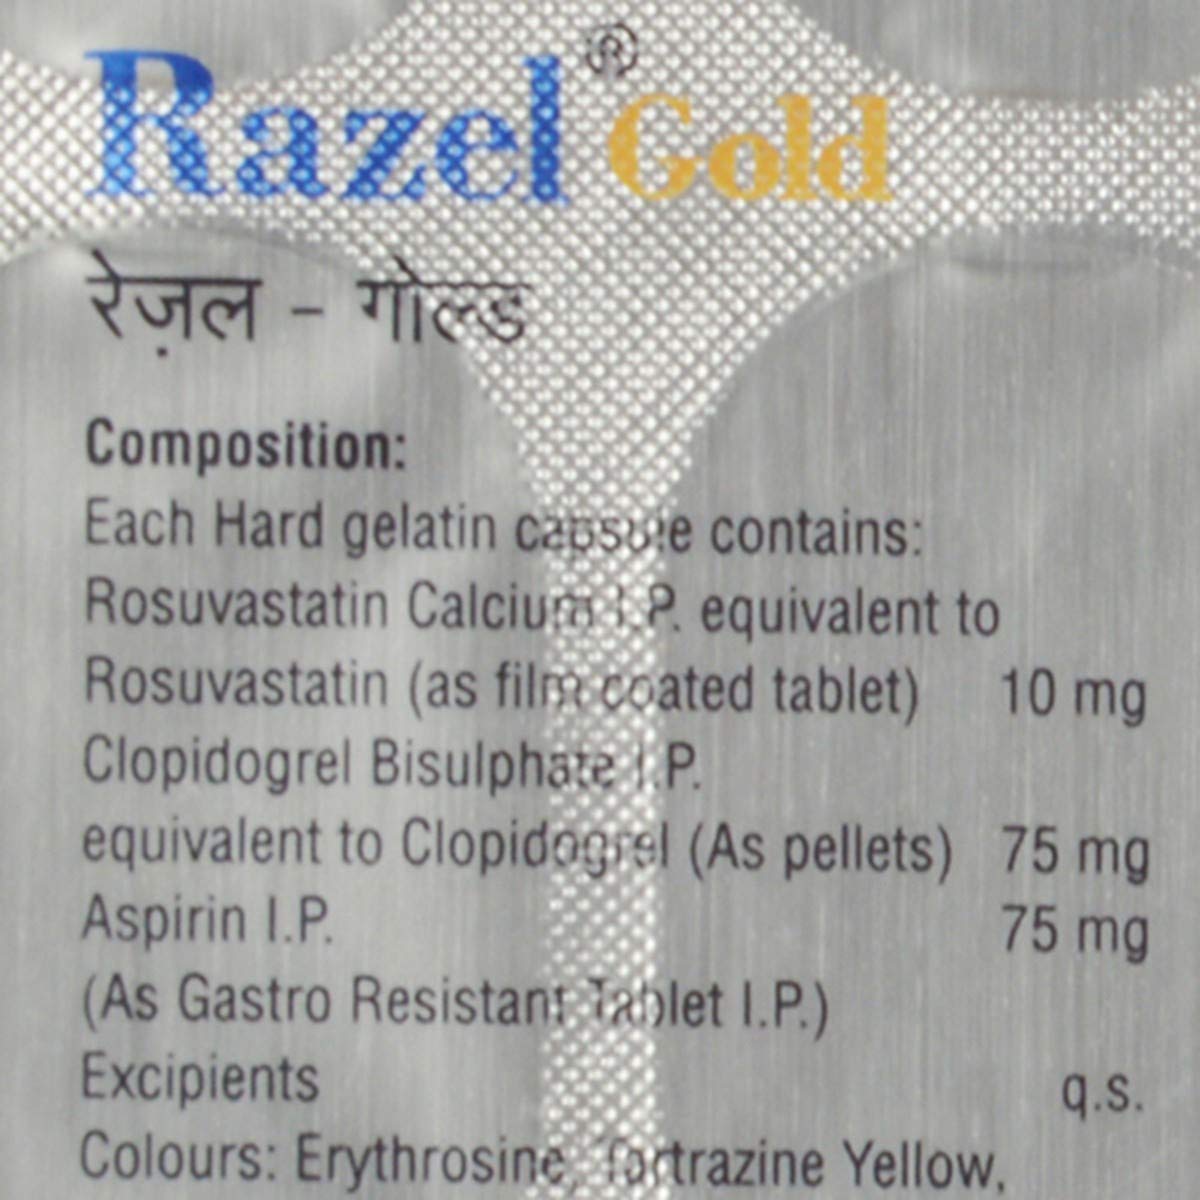 Razel® Gold
रेज़ल - गोल्ड
Composition:
Each Hard gelatin capsule contains:
Rosuvastatin Calcium I.P. equivalent to
Rosuvastatin (as film coated tablet) 10 mg
Clopidogrel Bisulphate I.P.
equivalent to Clopidogrel (As pellets) 75 mg
Aspirin I.P. 75 mg
(As Gastro Resistant Tablet I.P.)
Excipients q.s.
Colours: Erythrosine, Tartrazine Yellow,